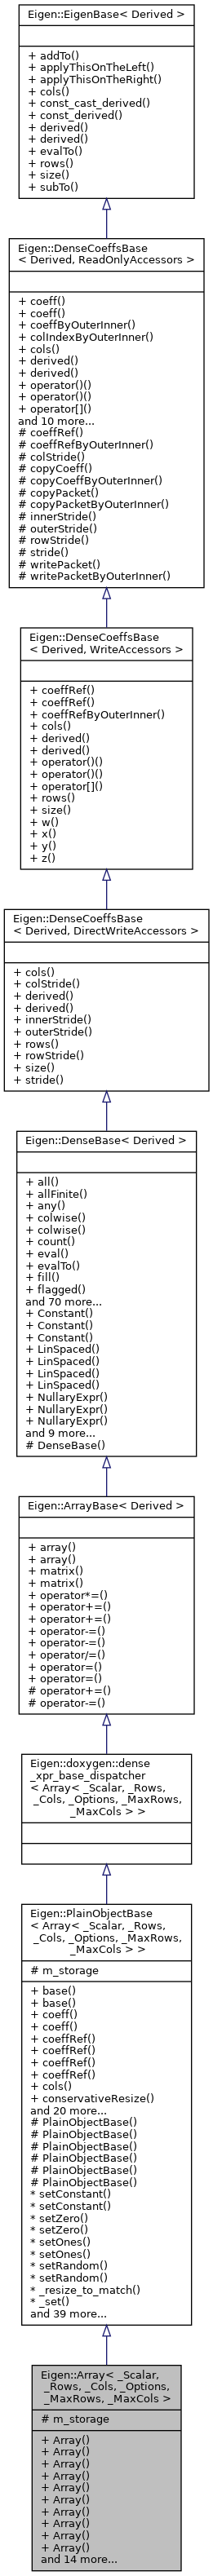 Eigen::EigenBase< Derived >
+ addTo()
+ applyThisOnTheLeft()
+ applyThisOnTheRight()
+ cols()
+ const_cast_derived()
+ const_derived()
+ derived()
+ derived()
+ evalTo()
+ rows()
+ size()
+ subTo()
Eigen::DenseCoeffsBase
< Derived, ReadOnlyAccessors >
+ coeff()
+ coeff()
+ coeffByOuterInner()
+ colIndexByOuterInner()
+ cols()
+ derived()
+ derived()
+ operator()()
+ operator()()
+ operator[]()
and 10 more...
# coeffRef()
# coeffRefByOuterInner()
# colStride()
# copyCoeff()
# copyCoeffByOuterInner()
# copyPacket()
# copyPacketByOuterInner()
# innerStride()
# outerStride()
# rowStride()
# stride()
# writePacket()
# writePacketByOuterInner()
Eigen::DenseCoeffsBase
< Derived, WriteAccessors >
+ coeffRef()
+ coeffRef()
+ coeffRefByOuterInner()
+ cols()
+ derived()
+ derived()
+ operator()()
+ operator()()
+ operator[]()
+ rows()
+ size()
+ w()
+ x()
+ y()
+ z()
Eigen::DenseCoeffsBase
< Derived, DirectWriteAccessors >
+ cols()
+ colStride()
+ derived()
+ derived()
+ innerStride()
+ outerStride()
+ rows()
+ rowStride()
+ size()
+ stride()
Eigen::DenseBase< Derived >
+ all()
+ allFinite()
+ any()
+ colwise()
+ colwise()
+ count()
+ eval()
+ evalTo()
+ fill()
+ flagged()
and 70 more...
+ Constant()
+ Constant()
+ Constant()
+ LinSpaced()
+ LinSpaced()
+ LinSpaced()
+ LinSpaced()
+ NullaryExpr()
+ NullaryExpr()
+ NullaryExpr()
and 9 more...
# DenseBase()
Eigen::ArrayBase< Derived >
+ array()
+ array()
+ matrix()
+ matrix()
+ operator*=()
+ operator+=()
+ operator+=()
+ operator-=()
+ operator-=()
+ operator/=()
+ operator=()
+ operator=()
# operator+=()
# operator-=()
Eigen::doxygen::dense
_xpr_base_dispatcher
< Array< _Scalar, _Rows,
_Cols, _Options, _MaxRows,
_MaxCols > >
Eigen::PlainObjectBase
< Array< _Scalar, _Rows,
_Cols, _Options, _MaxRows,
_MaxCols > >
# m_storage
+ base()
+ base()
+ coeff()
+ coeff()
+ coeffRef()
+ coeffRef()
+ coeffRef()
+ coeffRef()
+ cols()
+ conservativeResize()
and 20 more...
# PlainObjectBase()
# PlainObjectBase()
# PlainObjectBase()
# PlainObjectBase()
# PlainObjectBase()
# PlainObjectBase()
* setConstant()
* setConstant()
* setZero()
* setZero()
* setOnes()
* setOnes()
* setRandom()
* setRandom()
* _resize_to_match()
* _set()
and 39 more...
Eigen::Array< _Scalar,
_Rows, _Cols, _Options,
_MaxRows, _MaxCols >
# m_storage
+ Array()
+ Array()
+ Array()
+ Array()
+ Array()
+ Array()
+ Array()
+ Array()
+ Array()
+ Array()
and 14 more...